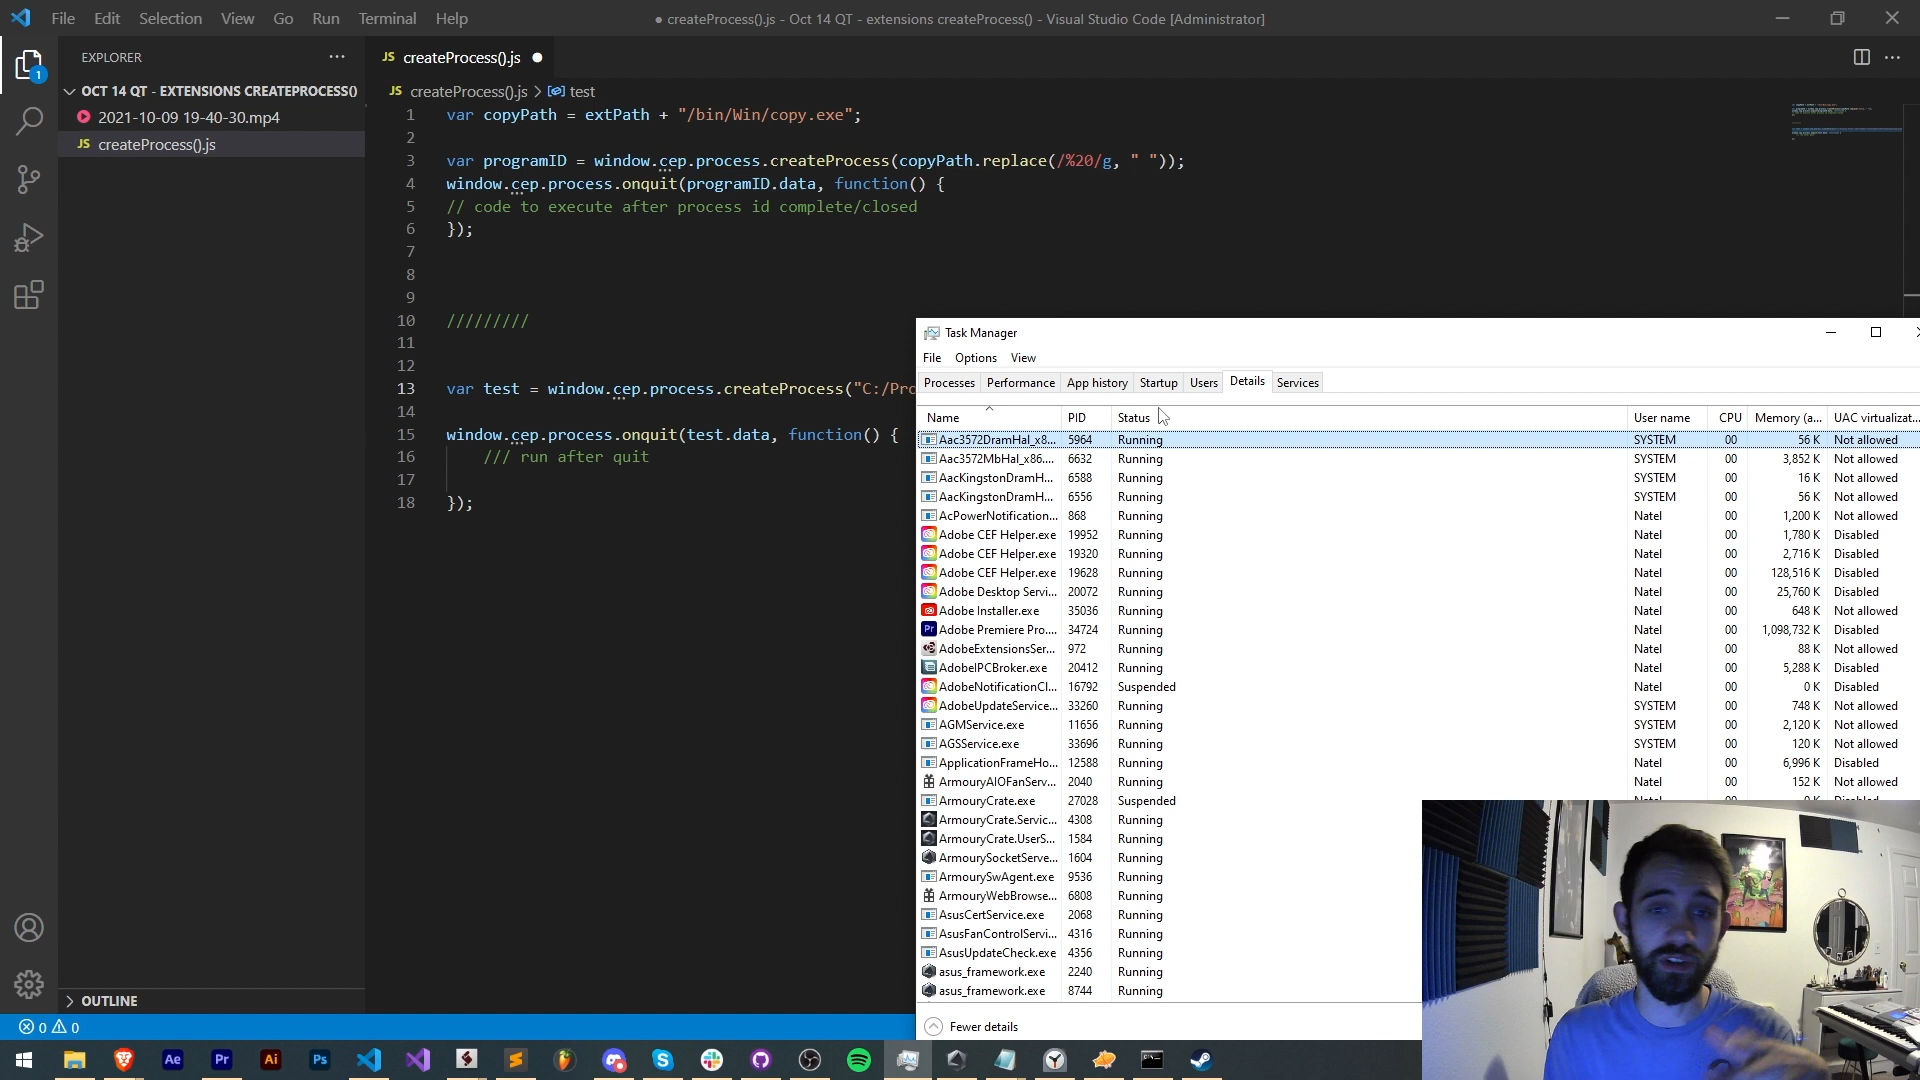 File Edit Selection View Go Run Terminal Help
● createProcess().js - Oct 14 QT - extensions createProcess() - Visual Studio Code [Administrator]
EXPLORER
OCT 14 QT - EXTENSIONS CREATEPROCESS()
2021-10-09 19-40-30.mp4
JS createProcess().js
OUTLINE
1
JS createProcess().js ●
JS createProcess().js > test
1 var copyPath = extPath + "/bin/Win/copy.exe";
2
3 var programID = window.cep.process.createProcess(copyPath.replace(/%20/g, " "));
4 window.cep.process.onquit(programID.data, function() {
5 // code to execute after process id complete/closed
6 });
7
8
9
10 /////////
11
12
13 var test = window.cep.process.createProcess("C:/Pro
14
15 window.cep.process.onquit(test.data, function() {
16 /// run after quit
17
18 });
0 0
Task Manager
File Options View
Processes Performance App history Startup Users Details Services
Name PID Status User name CPU Memory (a... UAC virtualizat...
Aac3572DramHal_x8... 5964 Running SYSTEM 00 56 K Not allowed
Aac3572MbHal_x86.... 6632 Running SYSTEM 00 3,852 K Not allowed
AacKingstonDramH... 6588 Running SYSTEM 00 16 K Not allowed
AacKingstonDramH... 6556 Running SYSTEM 00 56 K Not allowed
AcPowerNotification... 868 Running Natel 00 1,200 K Not allowed
Adobe CEF Helper.exe 19952 Running Natel 00 1,780 K Disabled
Adobe CEF Helper.exe 19320 Running Natel 00 2,716 K Disabled
Adobe CEF Helper.exe 19628 Running Natel 00 128,516 K Disabled
Adobe Desktop Servi... 20072 Running Natel 00 25,760 K Disabled
Adobe Installer.exe 35036 Running Natel 00 648 K Not allowed
Adobe Premiere Pro.... 34724 Running Natel 00 1,098,732 K Disabled
AdobeExtensionsSer... 972 Running Natel 00 88 K Not allowed
AdobeIPCBroker.exe 20412 Running Natel 00 5,288 K Disabled
AdobeNotificationCl... 16792 Suspended Natel 00 0 K Disabled
AdobeUpdateService... 33260 Running SYSTEM 00 748 K Not allowed
AGMService.exe 11656 Running SYSTEM 00 2,120 K Not allowed
AGSService.exe 33696 Running SYSTEM 00 120 K Not allowed
ApplicationFrameHo... 12588 Running Natel 00 6,996 K Disabled
ArmouryAIOFanServ... 2040 Running Natel 00 152 K Not allowed
ArmouryCrate.exe 27028 Suspended
ArmouryCrate.Servic... 4308 Running
ArmouryCrate.UserS... 1584 Running
ArmourySocketServe... 1604 Running
ArmourySwAgent.exe 9536 Running
ArmouryWebBrowse... 6808 Running
AsusCertService.exe 2068 Running
AsusFanControlServi... 4316 Running
AsusUpdateCheck.exe 4356 Running
asus_framework.exe 2240 Running
asus_framework.exe 8744 Running
Fewer details
Ae Pr Ai Ps